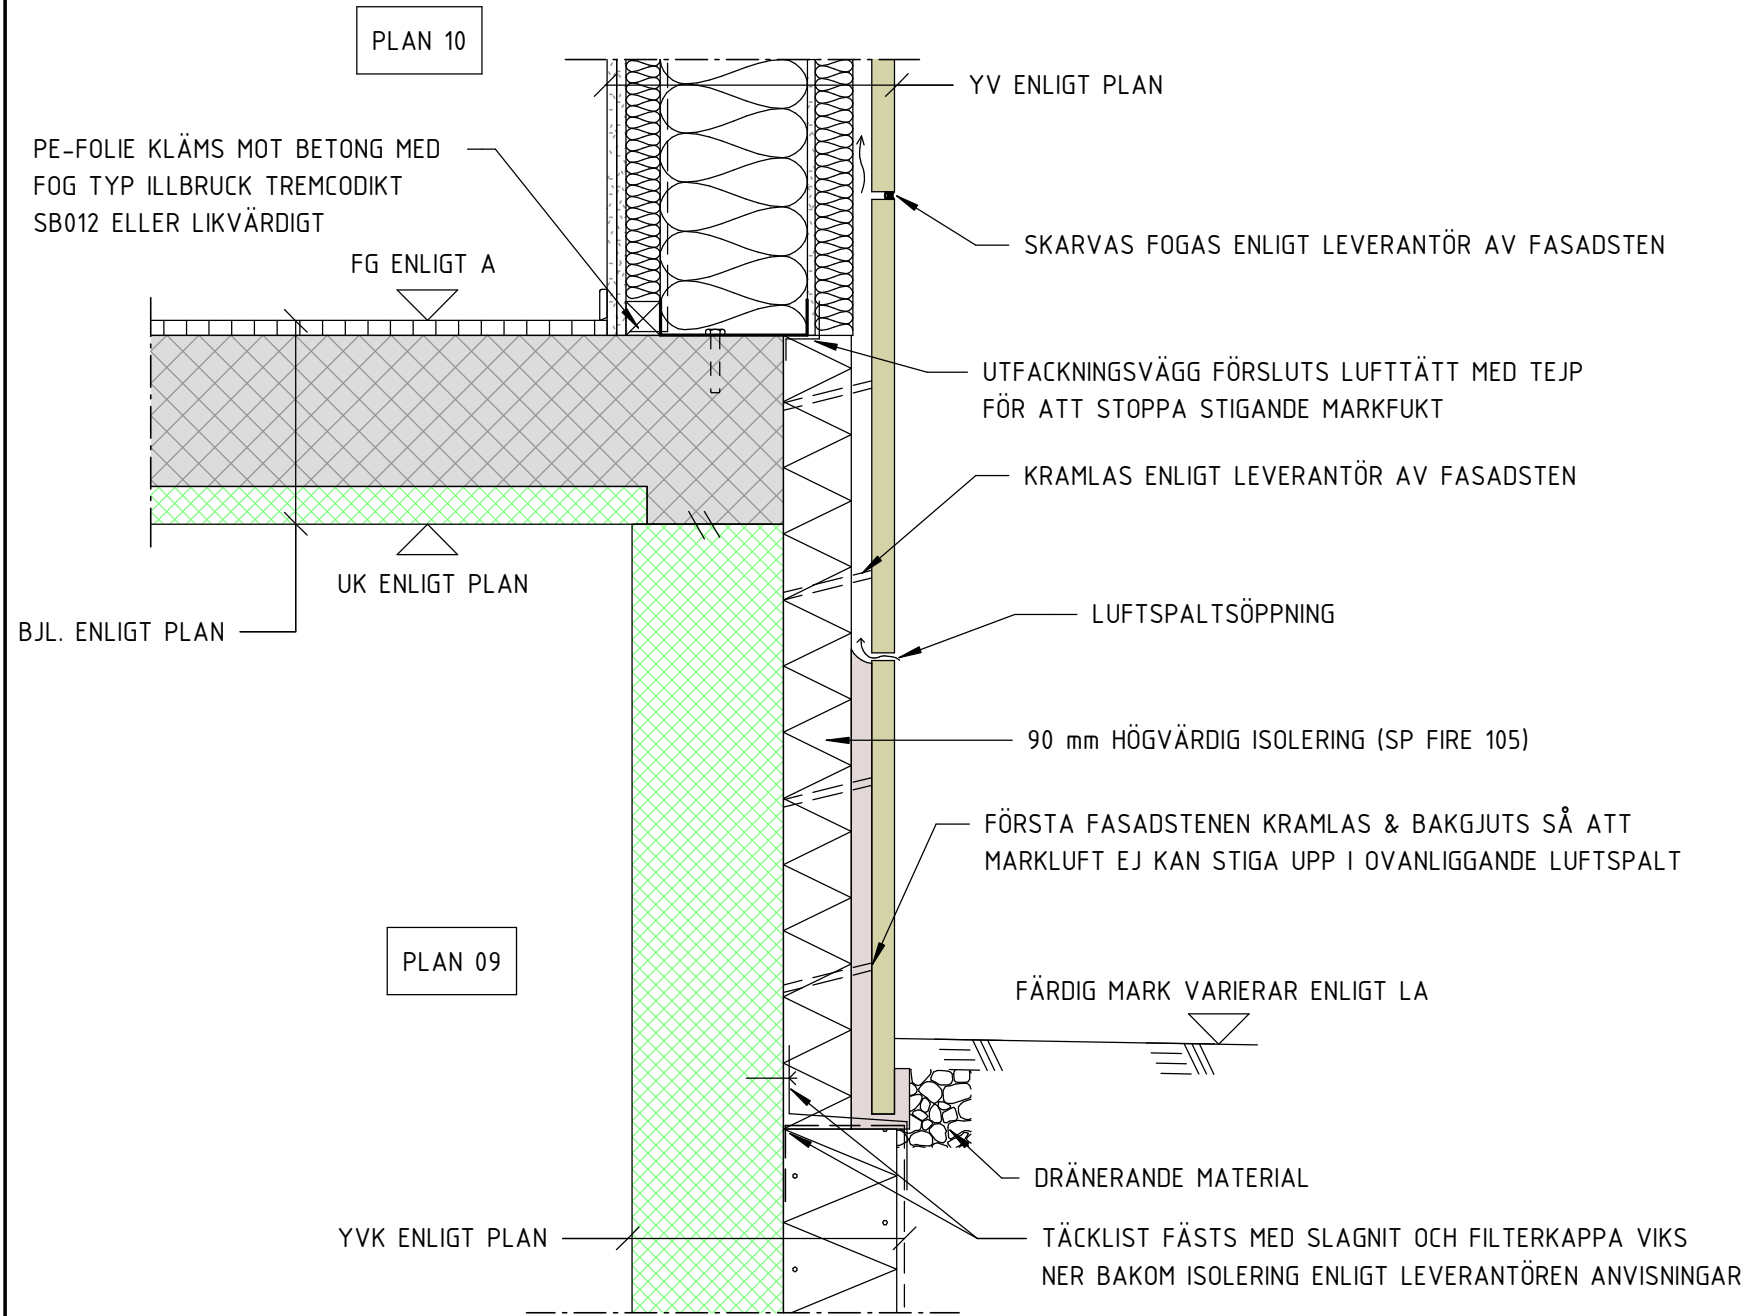 PLAN 10
YV ENLIGT PLAN
PE-FOLIE KLÄMS MOT BETONG MED
FOG TYP ILLBRUCK TREMCODIKT
SB012 ELLER LIKVÄRDIGT
SKARVAS FOGAS ENLIGT LEVERANTÖR AV FASADSTEN
FG ENLIGT A
UTFACKNINGSVÄGG FÖRSLUTS LUFTTÄTT MED TEJP
FÖR ATT STOPPA STIGANDE MARKFUKT
KRAMLAS ENLIGT LEVERANTÖR AV FASADSTEN
UK ENLIGT PLAN
LUFTSPALTSÖPPNING
BJL. ENLIGT PLAN
90 mm HÖGVÄRDIG ISOLERING (SP FIRE 105)
FÖRSTA FASADSTENEN KRAMLAS & BAKGJUTS SÅ ATT
MARKLUFT EJ KAN STIGA UPP I OVANLIGGANDE LUFTSPALT
PLAN 09
FÄRDIG MARK VARIERAR ENLIGT LA
DRÄNERANDE MATERIAL
YVK ENLIGT PLAN
TÄCKLIST FÄSTS MED SLAGNIT OCH FILTERKAPPA VIKS
NER BAKOM ISOLERING ENLIGT LEVERANTÖREN ANVISNINGAR